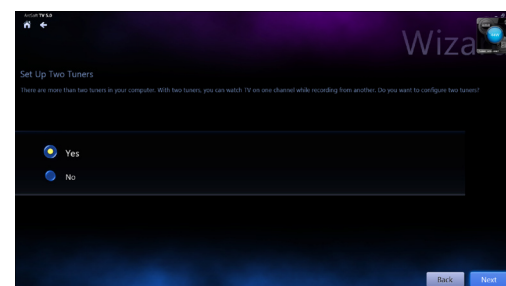 ArcSoft TV 5.0
Wiza
Set Up Two Tuners
There are more than two tuners in your computer. With two tuners, you can watch TV on one channel while recording from another. Do you want to configure two tuners?
Yes
No
Back Next